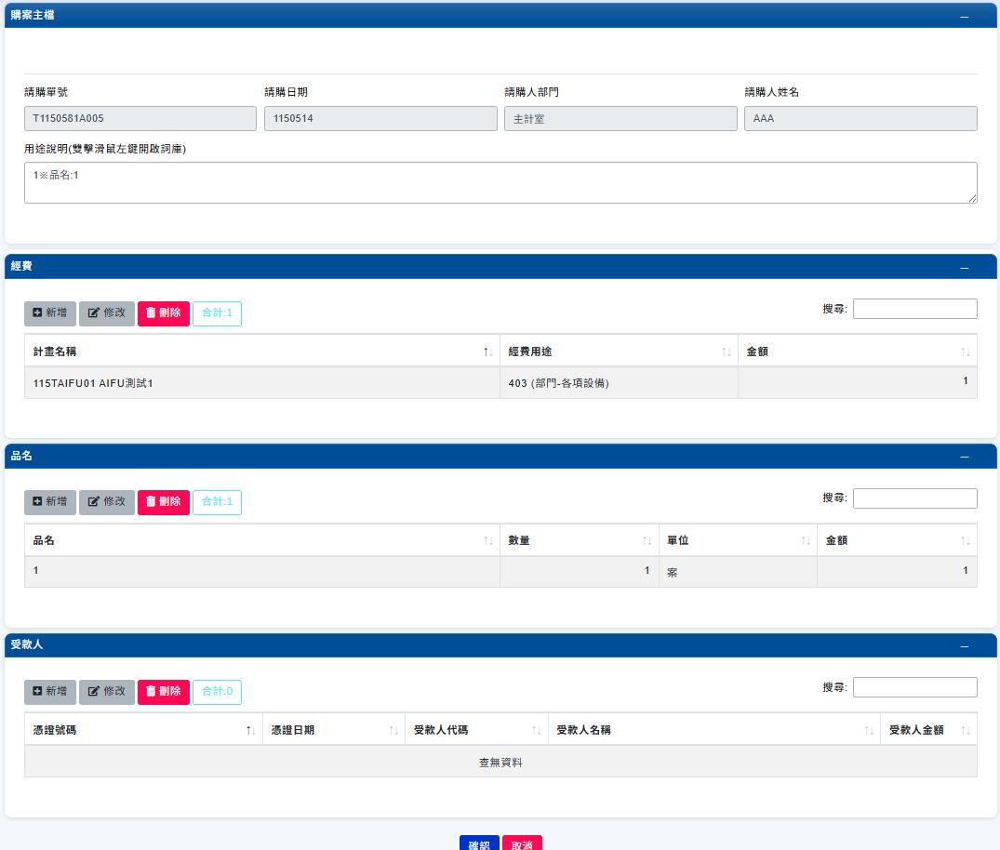 購案主檔
請購單號 請購日期 請購人部門 請購人姓名
T1150581A005 1150514 主計室 AAA
用途說明(雙擊滑鼠左鍵開啟詞庫)
1※品名:1
經費
新增 修改 刪除 合計:1 搜尋:
計畫名稱 經費用途 金額
115TAIFU01 AIFU測試1 403 (部門-各項設備) 1
品名
新增 修改 刪除 合計:1 搜尋:
品名 數量 單位 金額
1 1 案 1
受款人
新增 修改 刪除 合計:0 搜尋:
憑證號碼 憑證日期 受款人代碼 受款人名稱 受款人金額
查無資料
確認 取消